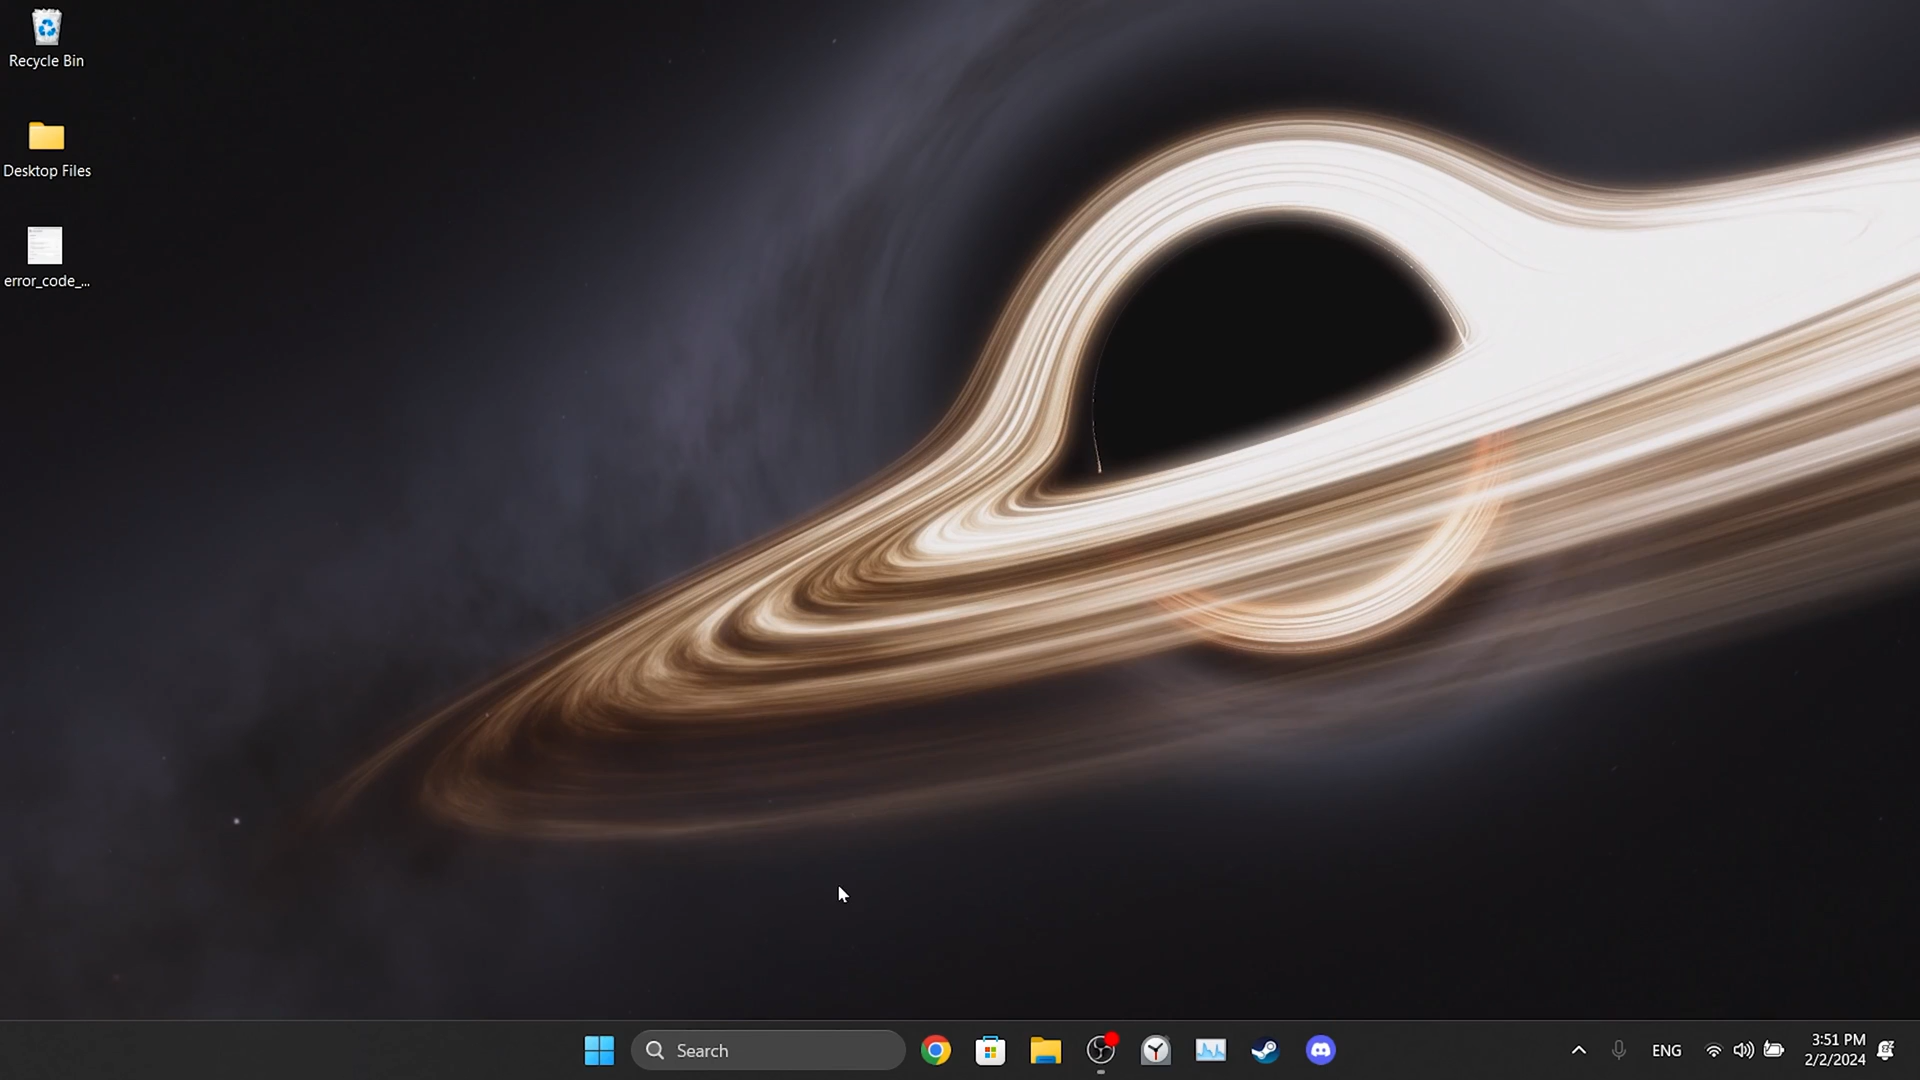 Recycle Bin
Desktop Files
error_code_...
Search
ENG
3:51 PM
2/2/2024